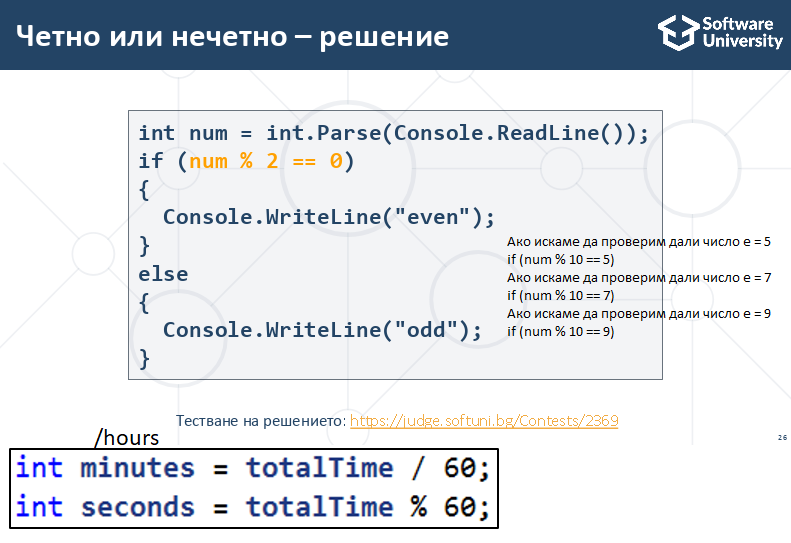 Четно или нечетно – решение
Software
University
int num = int.Parse(Console.ReadLine());
if (num % 2 == 0)
{
Console.WriteLine("even");
}
else
{
Console.WriteLine("odd");
}
Ако искаме да проверим дали число е = 5
if (num % 10 == 5)
Ако искаме да проверим дали число е = 7
if (num % 10 == 7)
Ако искаме да проверим дали число е = 9
if (num % 10 == 9)
Тестване на решението: https://judge.softuni.bg/Contests/2369
26
/hours
int minutes = totalTime / 60;
int seconds = totalTime % 60;